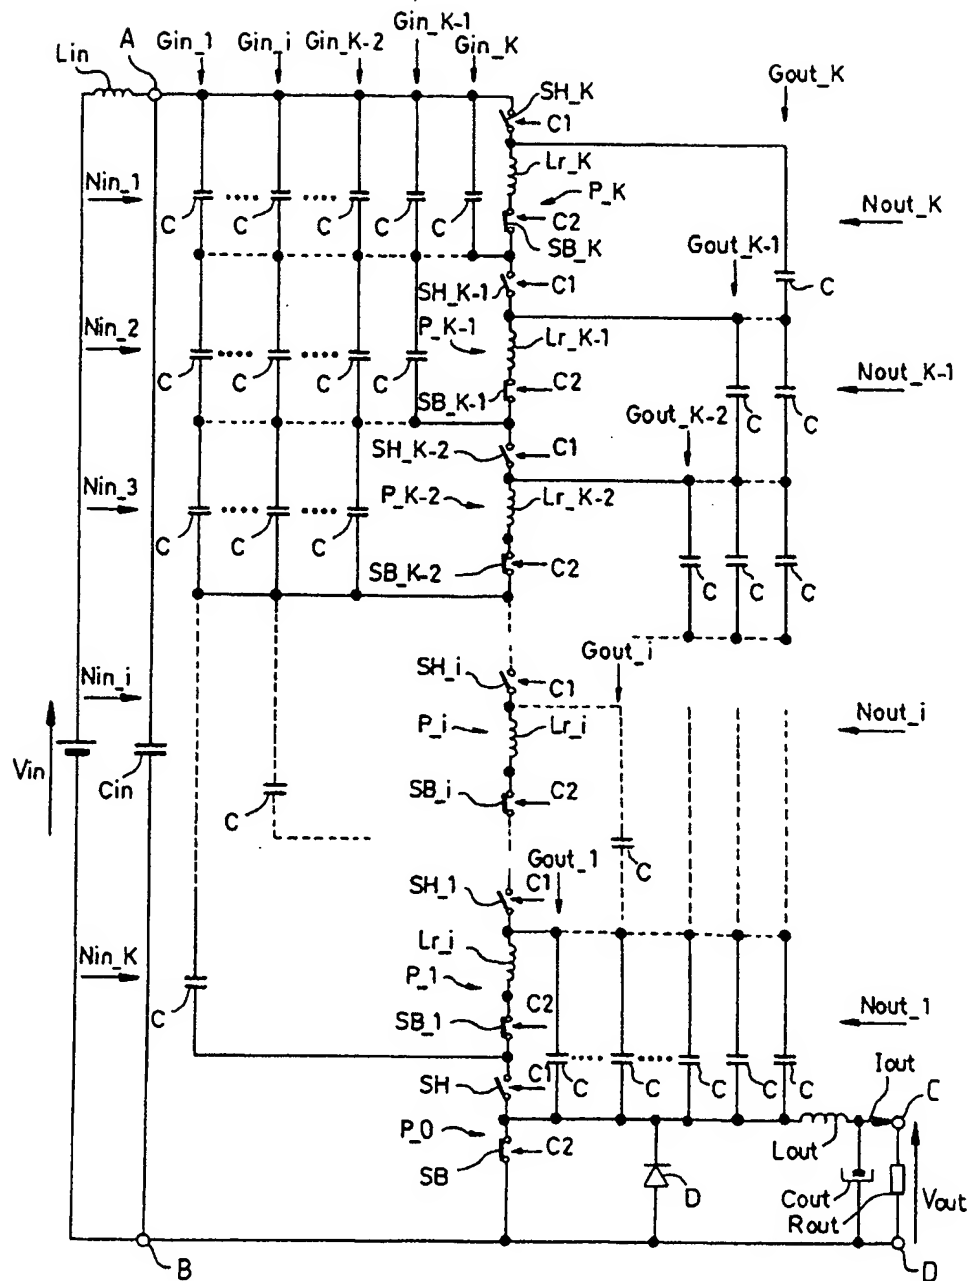 Gin_K-1
A Gin_1 Gin_i Gin_K-2 Gin_K
Lin
Gout_K
SH_K
C1
Lr_K
P_K
Nin_1
Nout_K
C C C C C
C2
SB_K
Gout_K-1
C1
SH_K-1
C
Nin_2
P_K-1
Lr_K-1
Nout_K-1
C C C C
C2
SB_K-1
C C
Gout_K-2
SH_K-2
C1
Nin_3
P_K-2
Lr_K-2
C C C
SB_K-2
C2
C C C
Gout_i
SH_i
C1
Nin_i
P_i
Lr_i
Nout_i
Vin
Cin
SB_i
C2
C
C
Gout_1
SH_1
C1
Lr_i
Nin_K
P_1
C
C2
SB_1
Nout_1
SH
C1
C C C C C
Iout
C
P_0
C2
SB
Lout
D
Cout
Rout
Vout
B
D